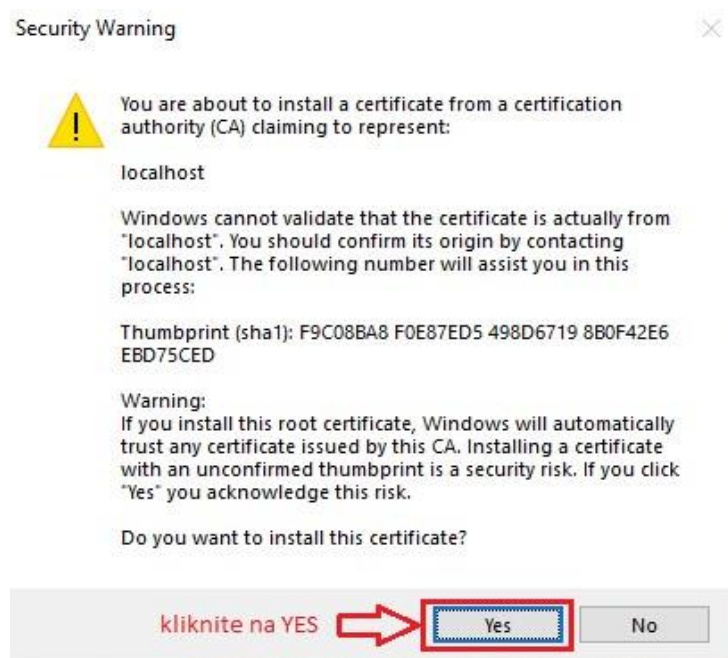 Security Warning
You are about to install a certificate from a certification
authority (CA) claiming to represent:
localhost
Windows cannot validate that the certificate is actually from
"localhost". You should confirm its origin by contacting
"localhost". The following number will assist you in this
process:
Thumbprint (sha1): F9C08BA8 F0E87ED5 498D6719 8B0F42E6
EBD75CED
Warning:
If you install this root certificate, Windows will automatically
trust any certificate issued by this CA. Installing a certificate
with an unconfirmed thumbprint is a security risk. If you click
"Yes" you acknowledge this risk.
Do you want to install this certificate?
kliknite na YES Yes No